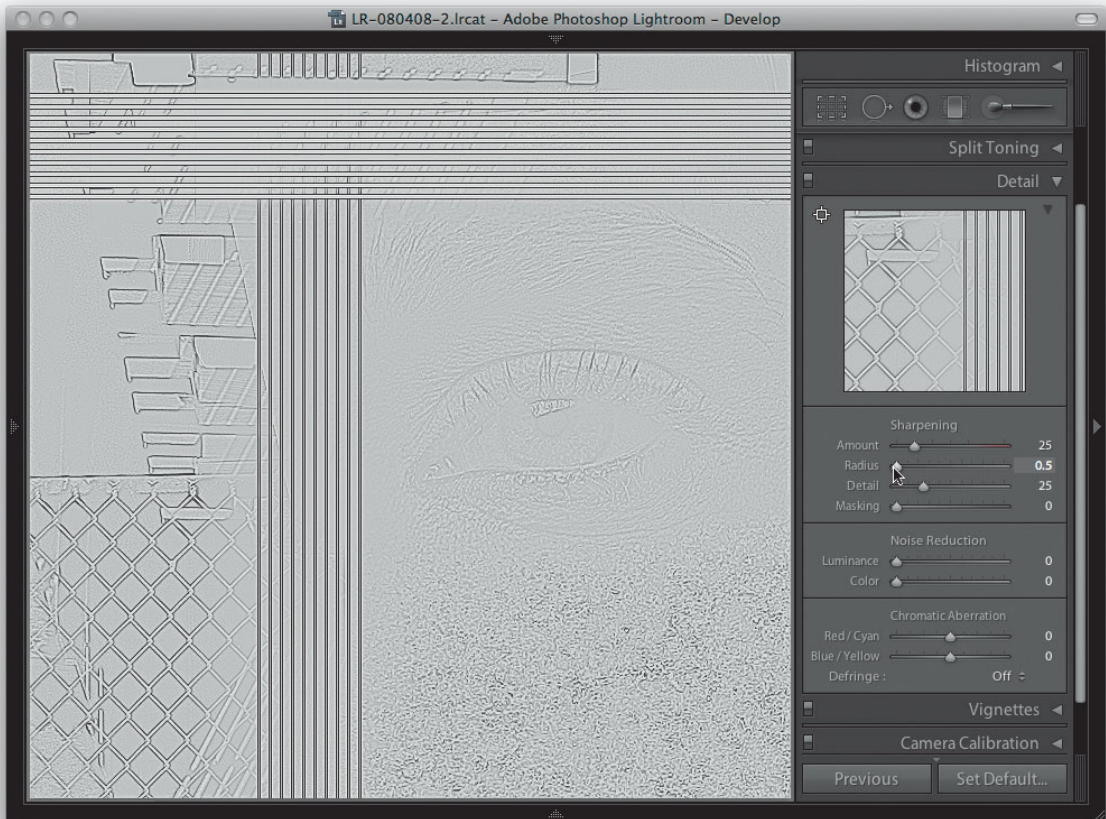 LR-080408-2.lrcat – Adobe Photoshop Lightroom – Develop
Histogram
Split Toning
Detail
Sharpening
Amount 25
Radius 0.5
Detail 25
Masking 0
Noise Reduction
Luminance 0
Color 0
Chromatic Aberration
Red / Cyan 0
Blue / Yellow 0
Defringe : Off
Vignettes
Camera Calibration
Previous Set Default...